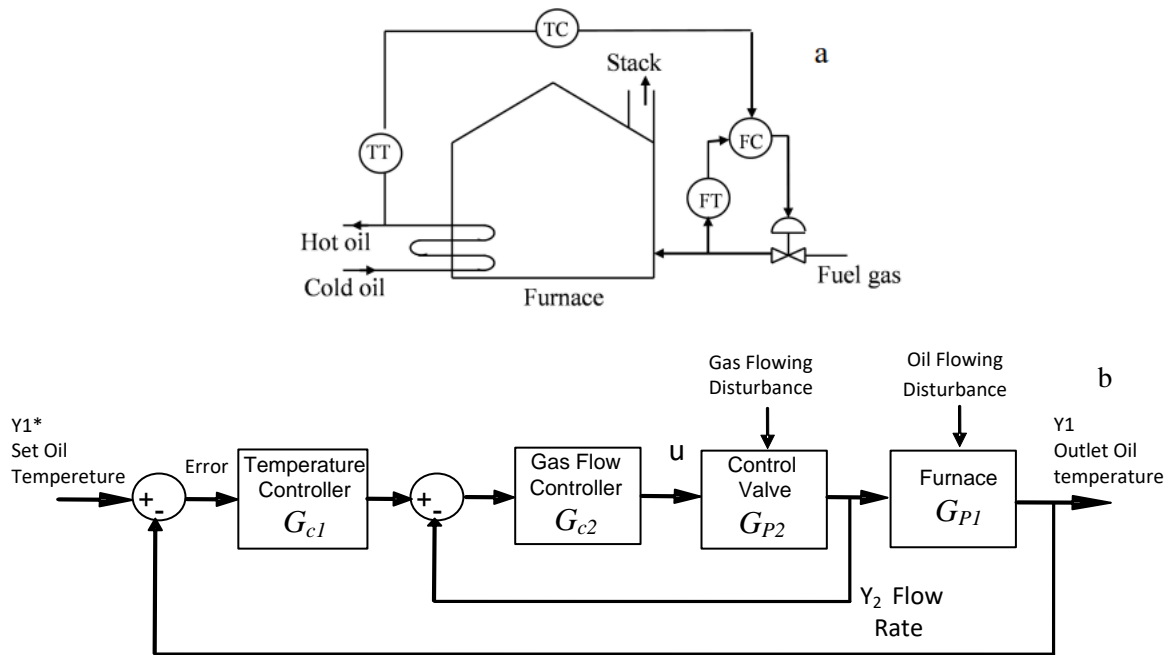 TC
a
Stack
TT
FC
FT
Hot oil
Cold oil
Furnace
Fuel gas
Gas Flowing
Disturbance
Oil Flowing
Disturbance
b
Y1*
Set Oil
Tempereture
Error
Temperature
Controller
Gc1
Gas Flow
Controller
Gc2
u
Control
Valve
GP2
Furnace
GP1
Y1
Outlet Oil
temperature
+
-
+
-
Y2 Flow
Rate